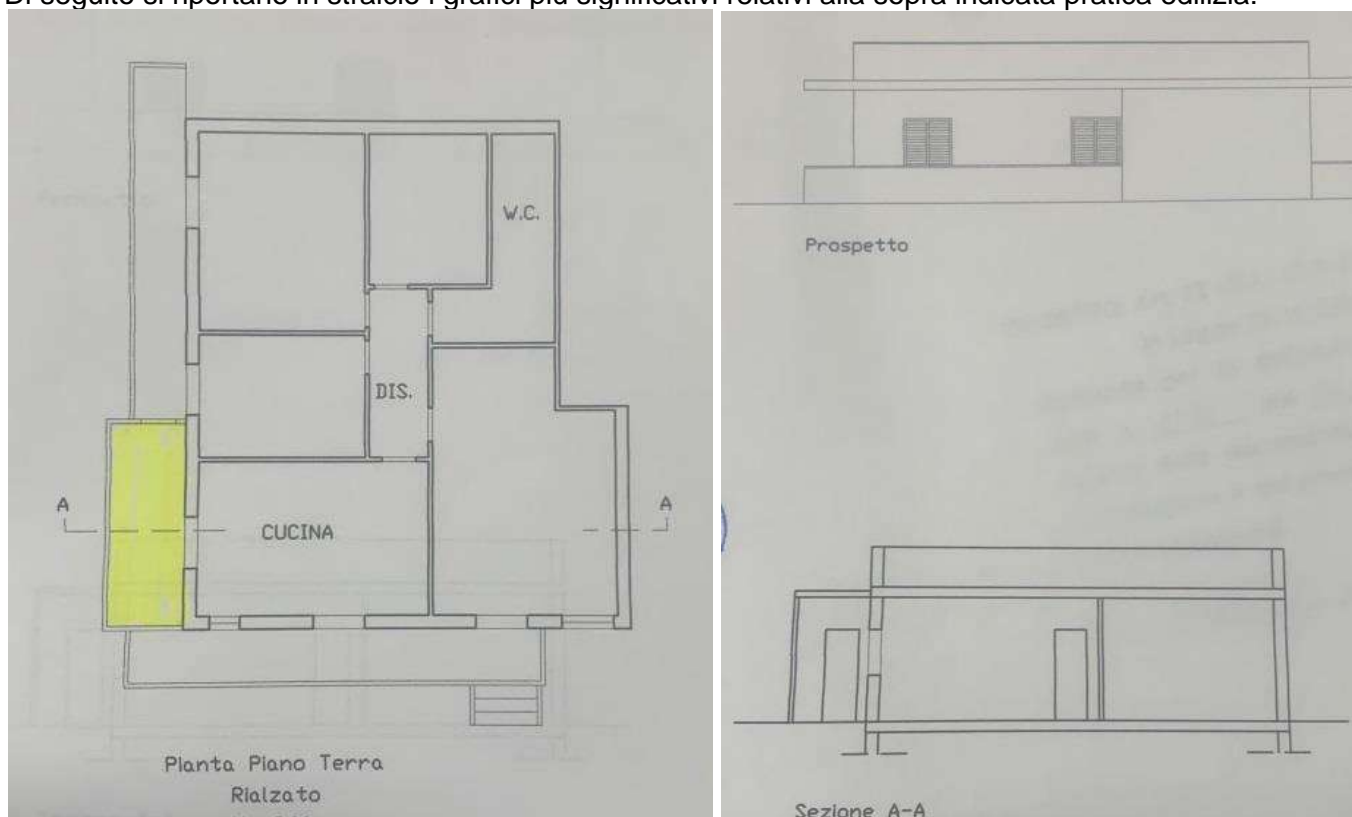 Di seguito si riportano in stralcio i grafici più significativi relativi alla sopra indicata pratica edilizia.
W.C.
DIS.
A
A
CUCINA
Pianta Piano Terra
Rialzato
Prospetto
Sezione A-A